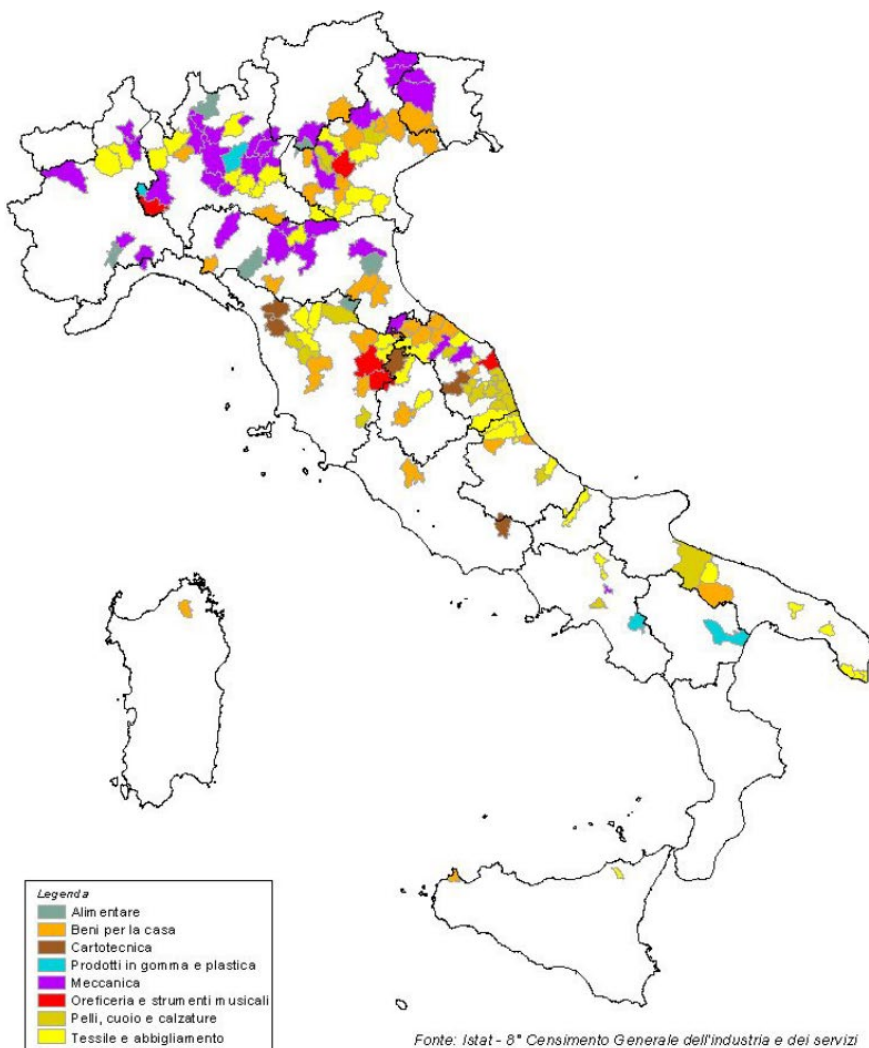 Legenda
Alimentare
Beni per la casa
Cartotecnica
Prodotti in gomma e plastica
Meccanica
Oreficeria e strumenti musicali
Pelli, cuoio e calzature
Tessile e abbigliamento
Fonte: Istat - 8° Censimento Generale dell'industria e dei servizi